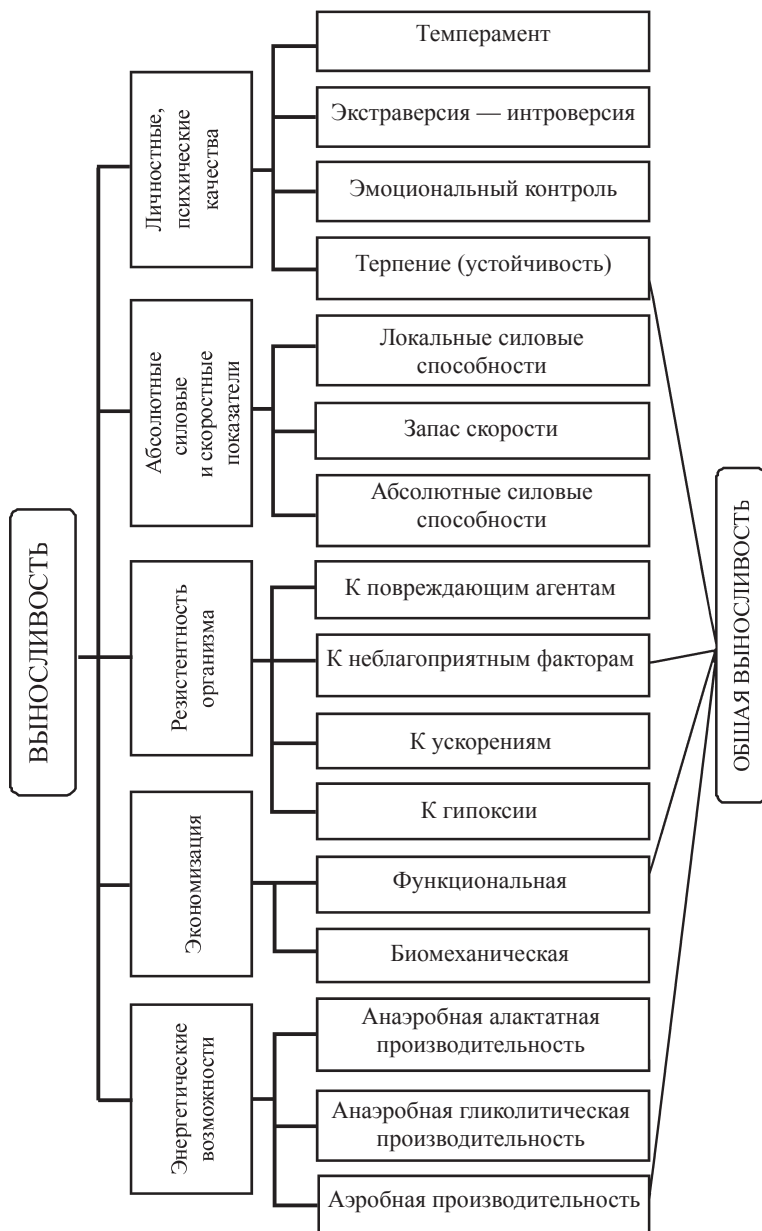 ВЫНОСЛИВОСТЬ
Личностные,
психические
качества
Темперамент
Экстраверсия — интроверсия
Эмоциональный контроль
Терпение (устойчивость)
Абсолютные
силовые
и скоростные
показатели
Локальные силовые
способности
Запас скорости
Абсолютные силовые
способности
Резистентность
организма
К повреждающим агентам
К неблагоприятным факторам
К ускорениям
К гипоксии
Экономизация
Функциональная
Биомеханическая
Энергетические
возможности
Анаэробная алактатная
производительность
Анаэробная гликолитическая
производительность
Аэробная производительность
ОБШАЯ ВЫНОСЛИВОСТЬ